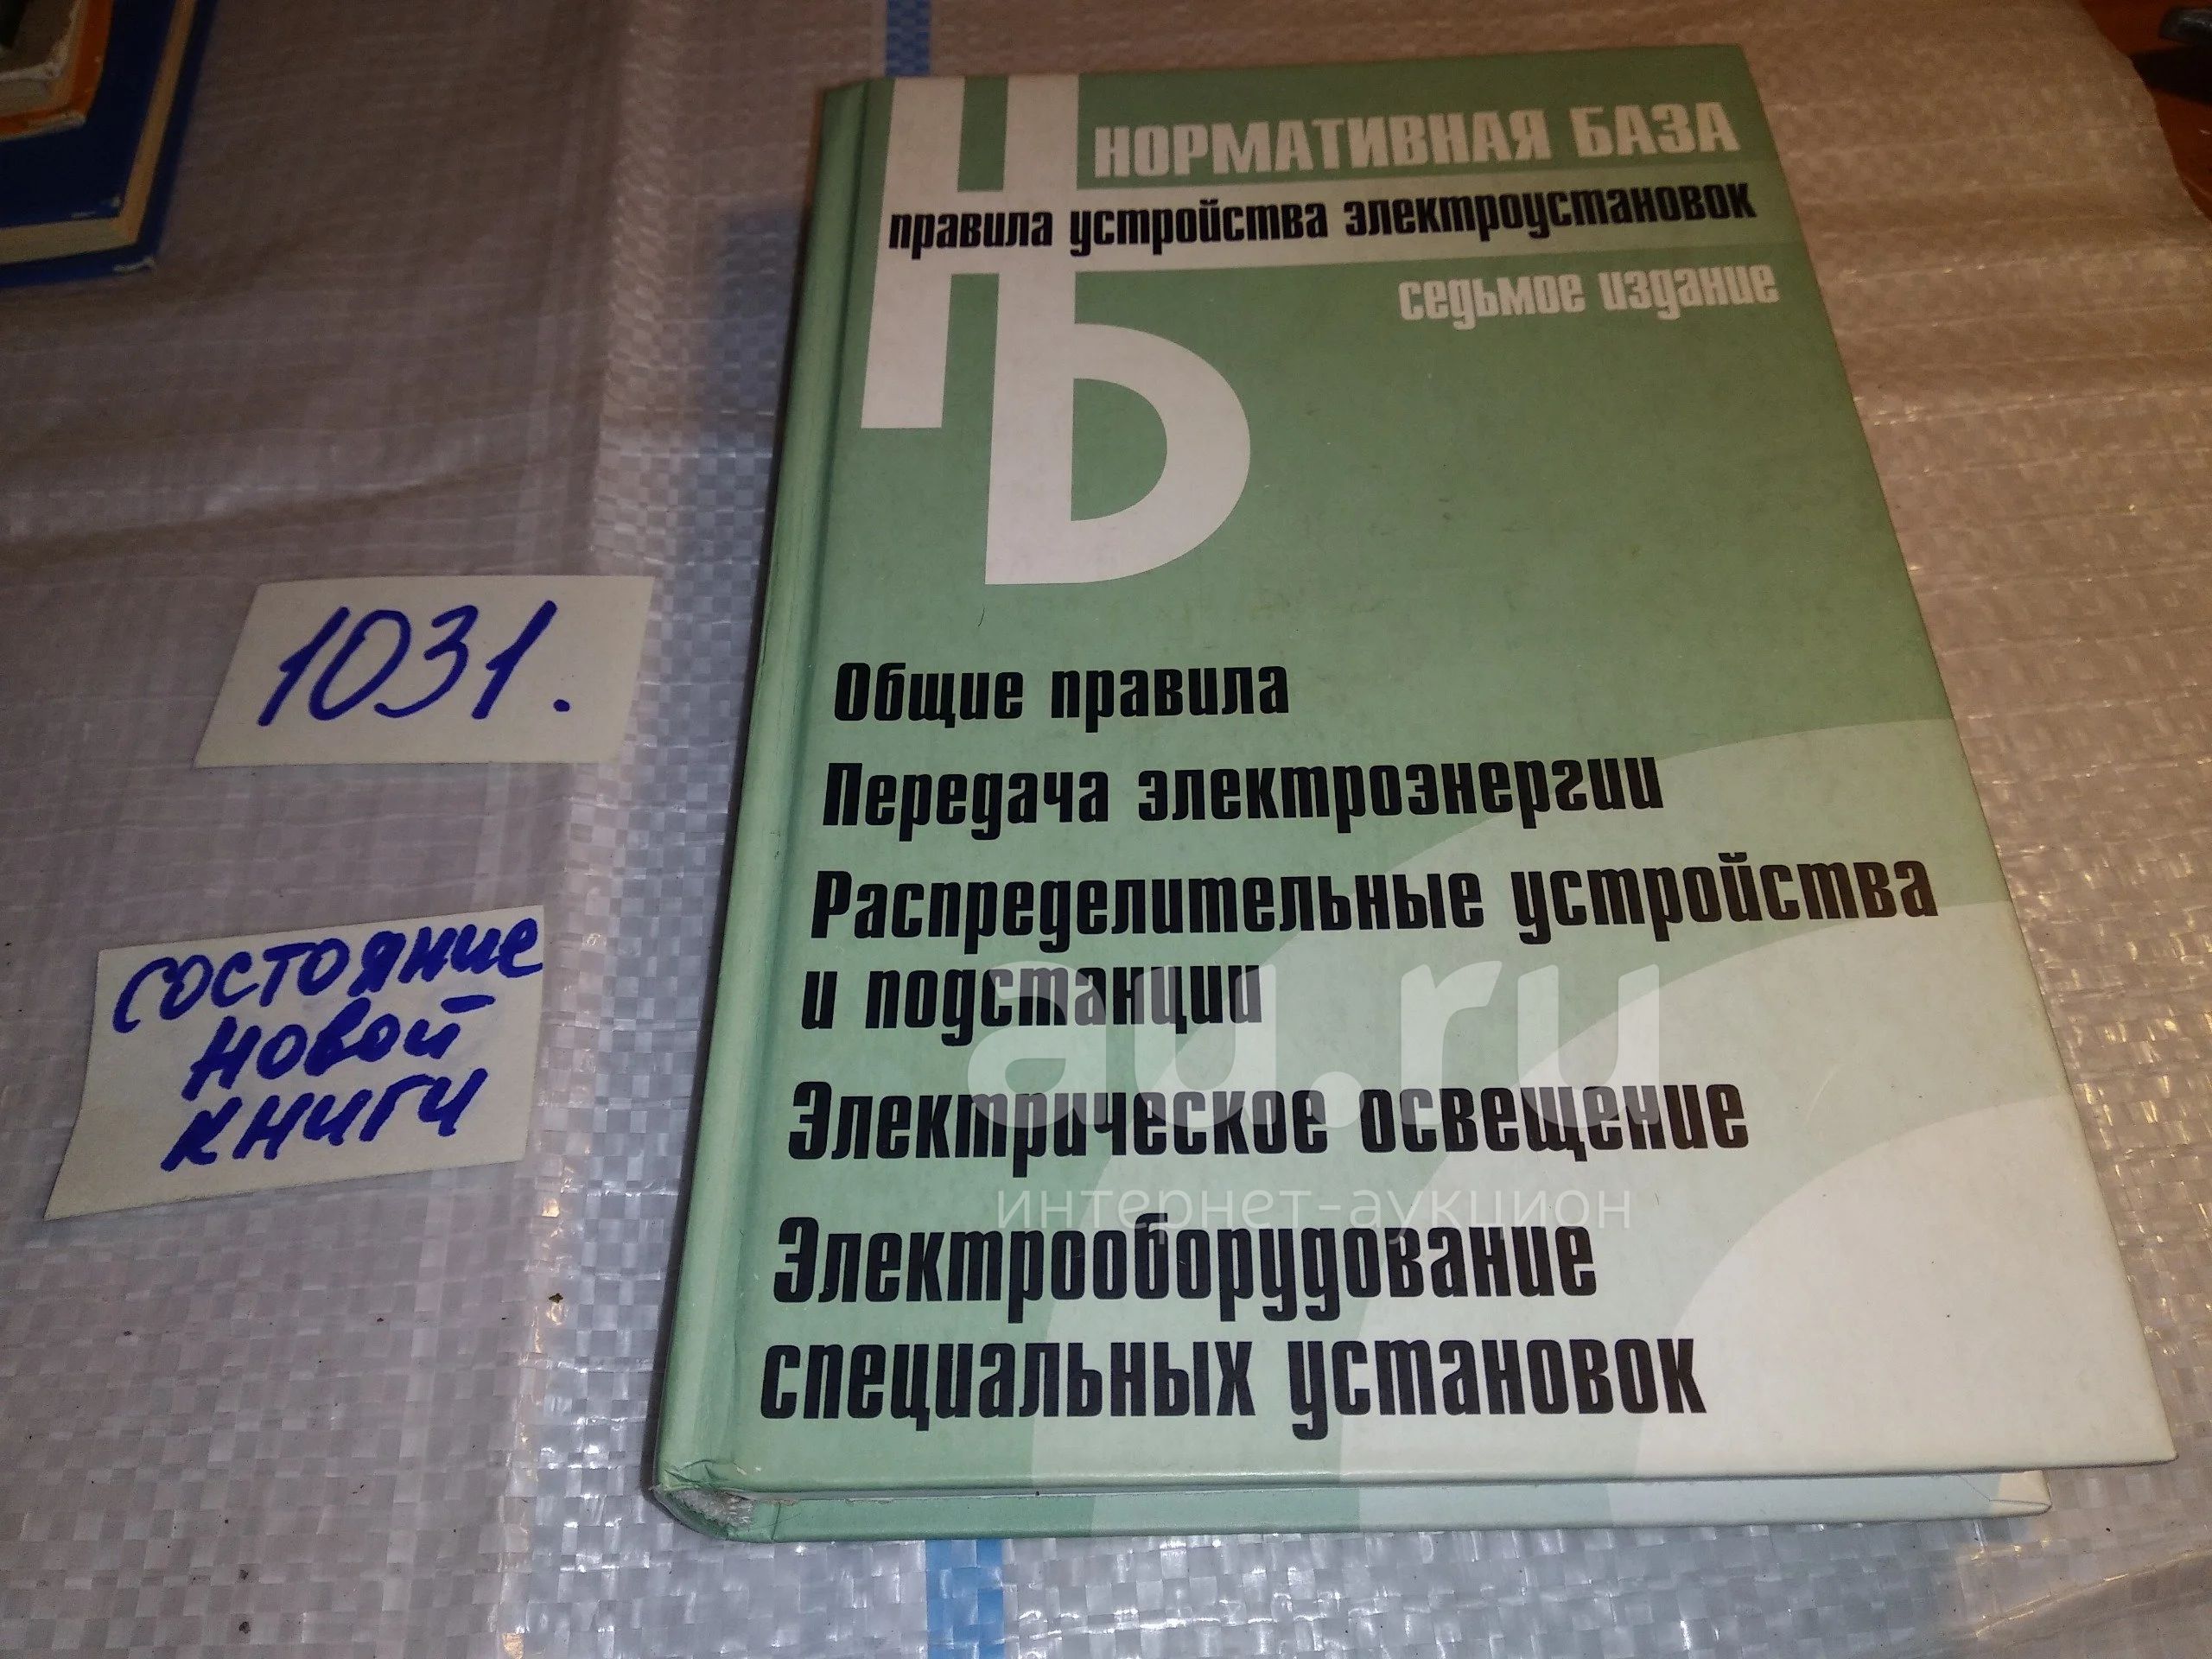 НБ
НОРМАТИВНАЯ БАЗА
правила устройства электроустановок
седьмое издание
1031.
Общие правила
Передача электроэнергии
Распределительные устройства
и подстанции
состояние
новой
книги
Электрическое освещение
Электрооборудование
специальных установок
au.ru
интернет-аукцион